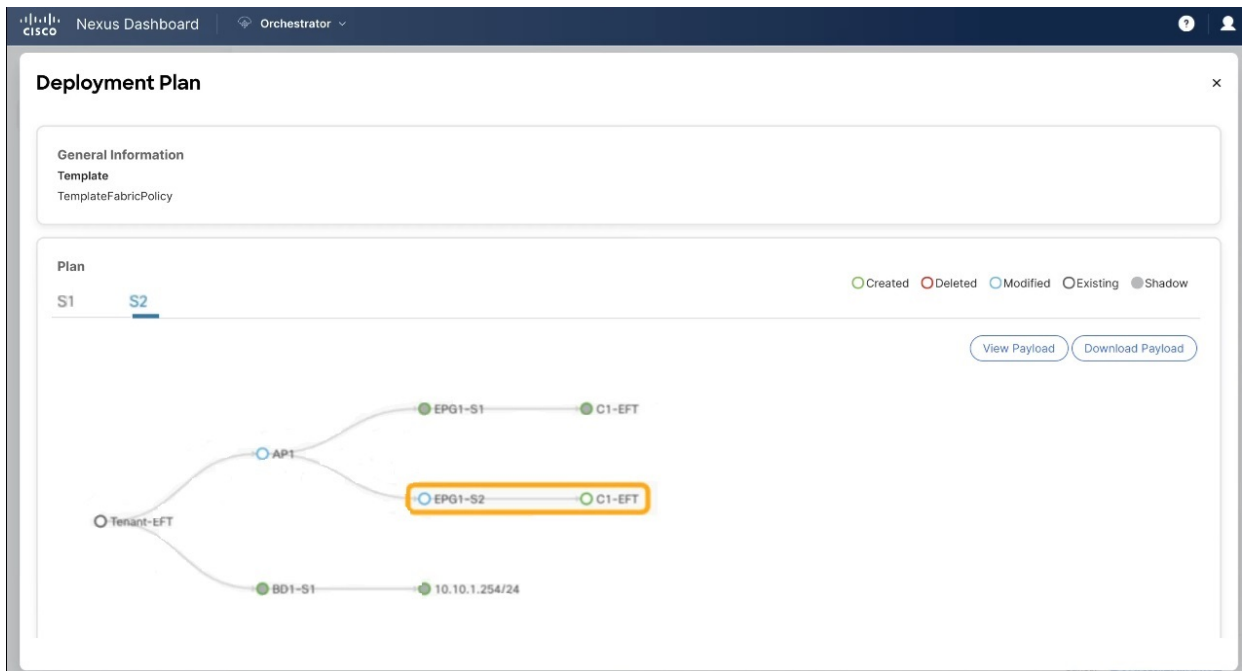 cisco Nexus Dashboard Orchestrator ?
Deployment Plan ×
General Information
Template
TemplateFabricPolicy
Plan
Created Deleted Modified Existing Shadow
S1 S2
View Payload Download Payload
EPG1-S1 C1-EFT
AP1
EPG1-S2 C1-EFT
Tenant-EFT
BD1-S1 10.10.1.254/24